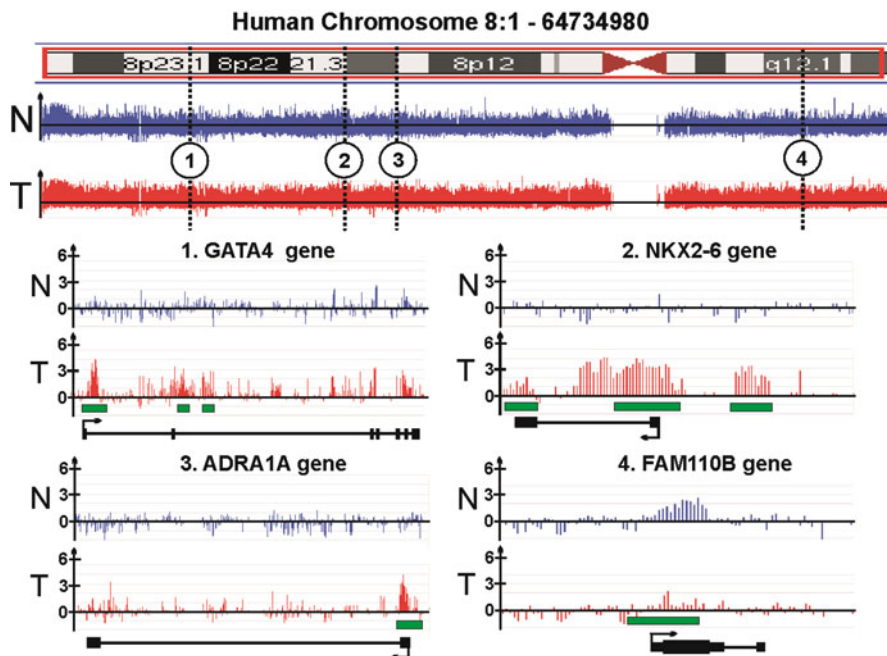 Human Chromosome 8:1 - 64734980
8p23.1 8p22 21.3 8p12 q12.1
N
1 2 3 4
T
1. GATA4 gene 2. NKX2-6 gene
6 6
N 3 N 3
0 0
6 6
T 3 T 3
0 0
3. ADRA1A gene 4. FAM110B gene
6 6
N 3 N 3
0 0
6 6
T 3 T 3
0 0